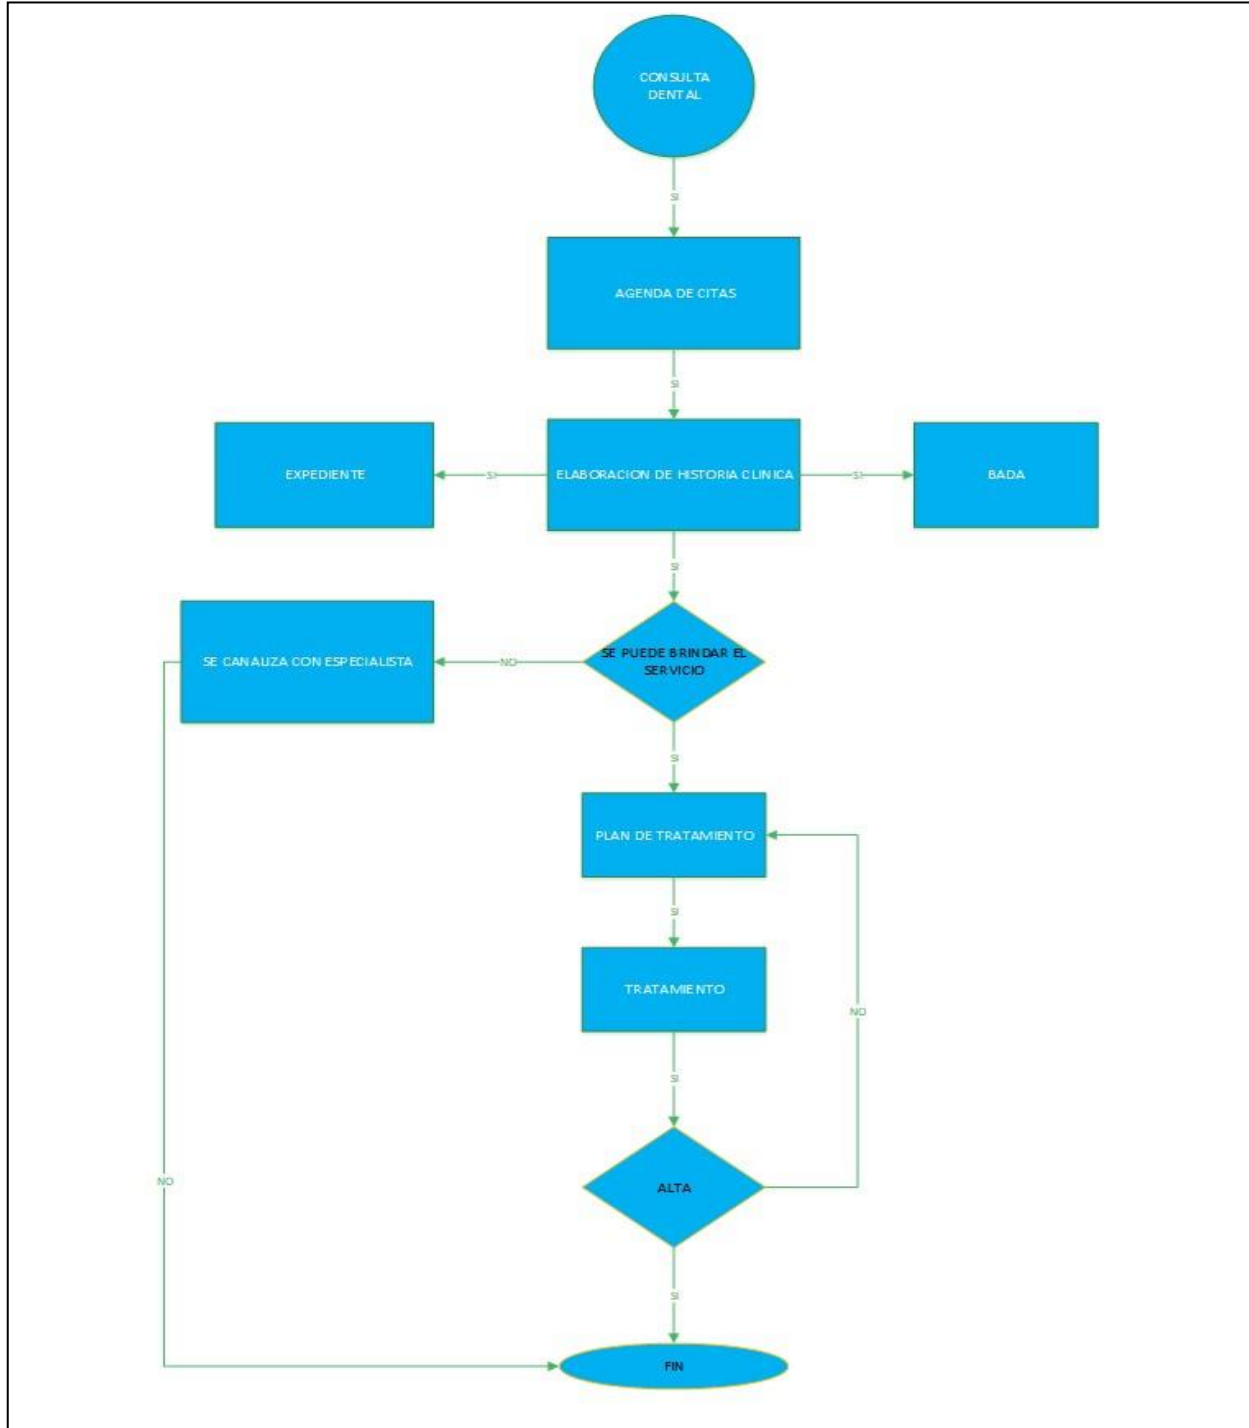 CONSULTA
DENTAL
SI
AGENDA DE CITAS
SI
EXPEDIENTE
SI
ELABORACION DE HISTORIA CLINICA
SI
BADA
SI
SE CANALIZA CON ESPECIALISTA
NO
SE PUEDE BRINDAR EL
SERVICIO
SI
PLAN DE TRATAMIENTO
SI
TRATAMIENTO
NO
SI
NO
ALTA
SI
FIN